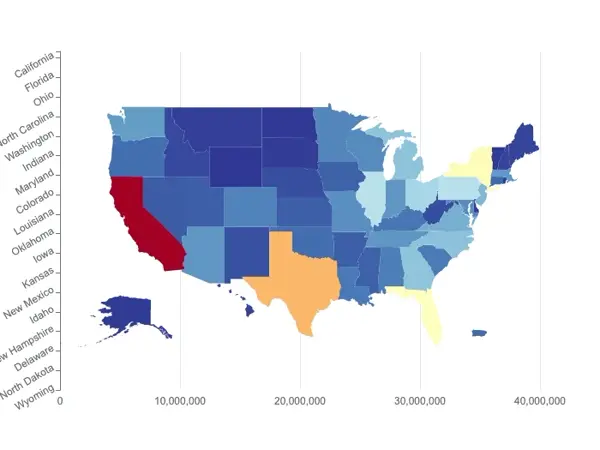 California
Florida
Ohio
North Carolina
Washington
Indiana
Maryland
Colorado
Louisiana
Oklahoma
Iowa
Kansas
New Mexico
Idaho
New Hampshire
Delaware
North Dakota
Wyoming
0
10,000,000
20,000,000
30,000,000
40,000,000